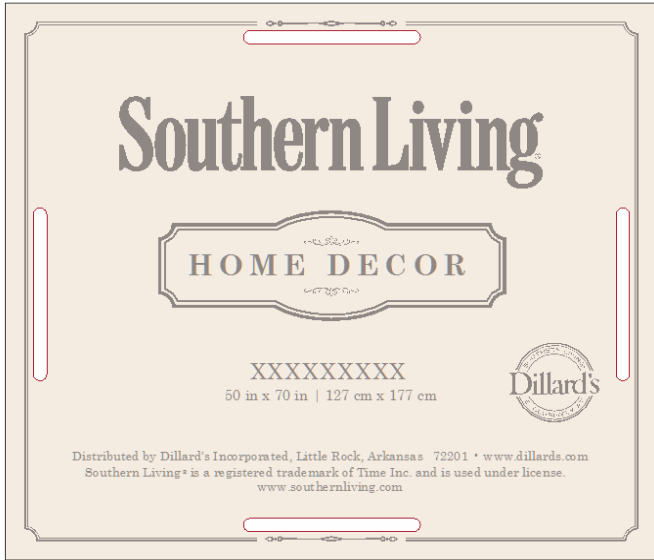 Southern Living
HOME DECOR
XXXXXXXXX
50 in x 70 in | 127 cm x 177 cm
Dillard's
Distributed by Dillard's Incorporated, Little Rock, Arkansas 72201 • www.dillards.com
Southern Living® is a registered trademark of Time Inc. and is used under license.
www.southernliving.com